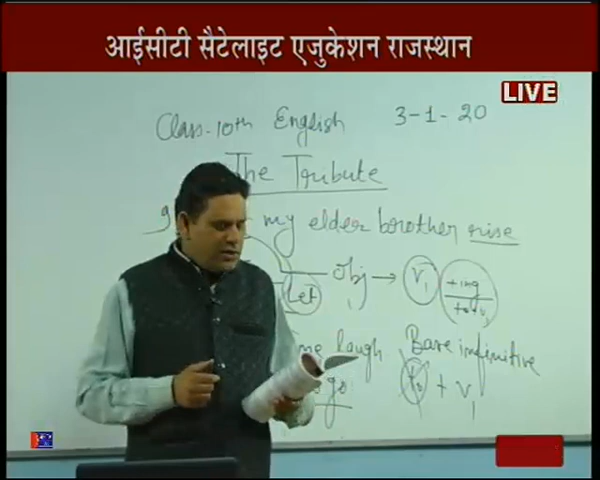 आईसीटी सैटेलाइट एजुकेशन राजस्थान
LIVE
Class-10th English 3-1-20
The Tribute
my elder brother rise
Let obj → V1 +ing
me laugh Bare infinitive
go to + V1